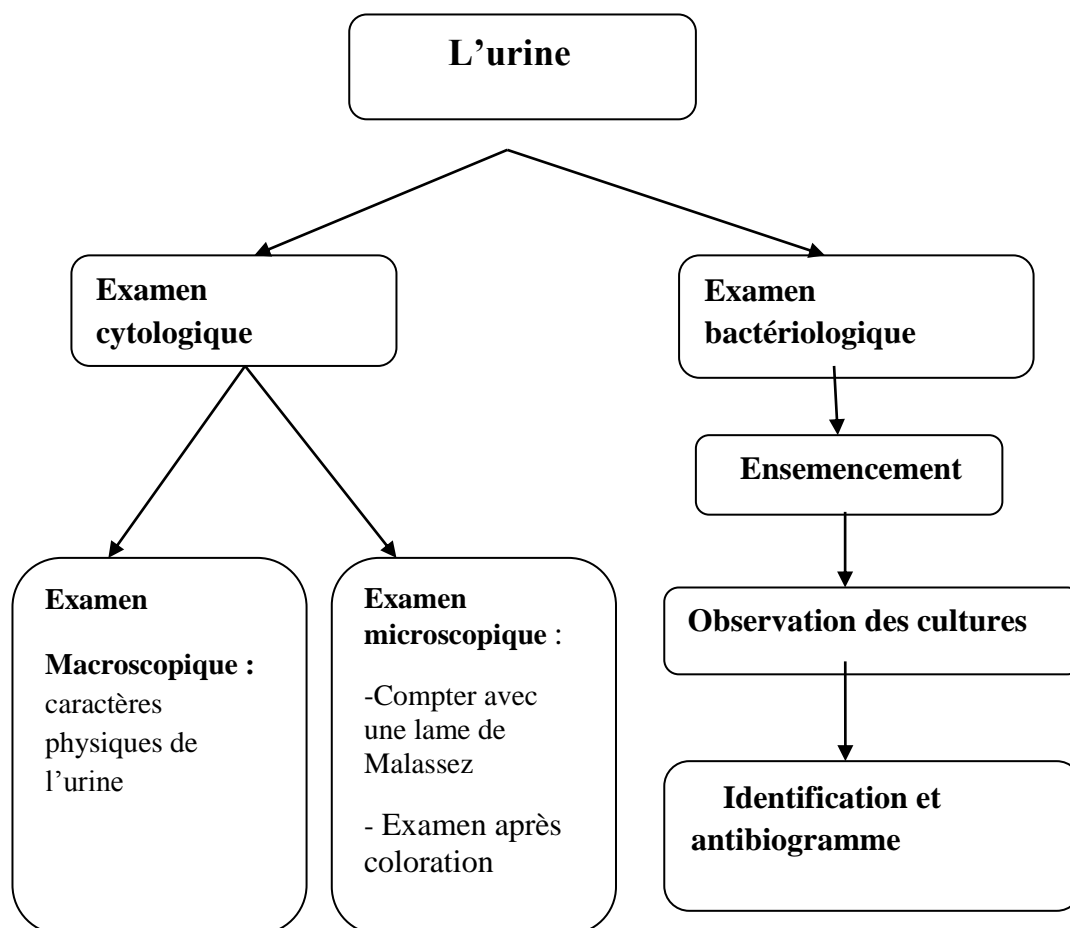 L’urine
Examen
cytologique
Examen
bactériologique
Ensemencement
Observation des cultures
Identification et
antibiogramme
Examen
Macroscopique :
caractères
physiques de
l’urine
Examen
microscopique :
-Compter avec
une lame de
Malassez
- Examen après
coloration